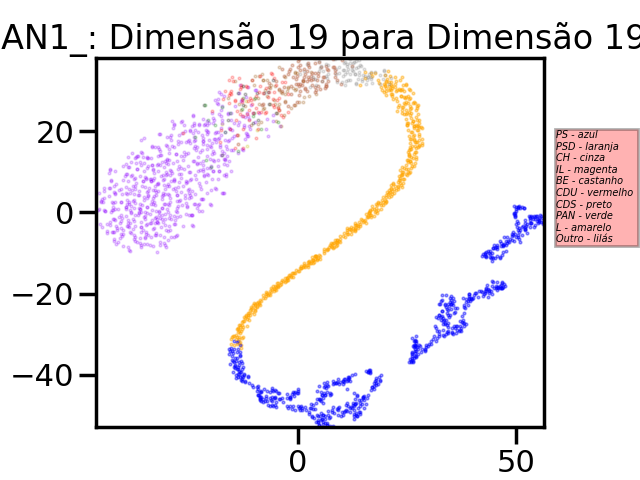 AN1_: Dimensão 19 para Dimensão 19
20
0
−20
−40
0
50
PS - azul
PSD - laranja
CH - cinza
IL - magenta
BE - castanho
CDU - vermelho
CDS - preto
PAN - verde
L - amarelo
Outro - lilás